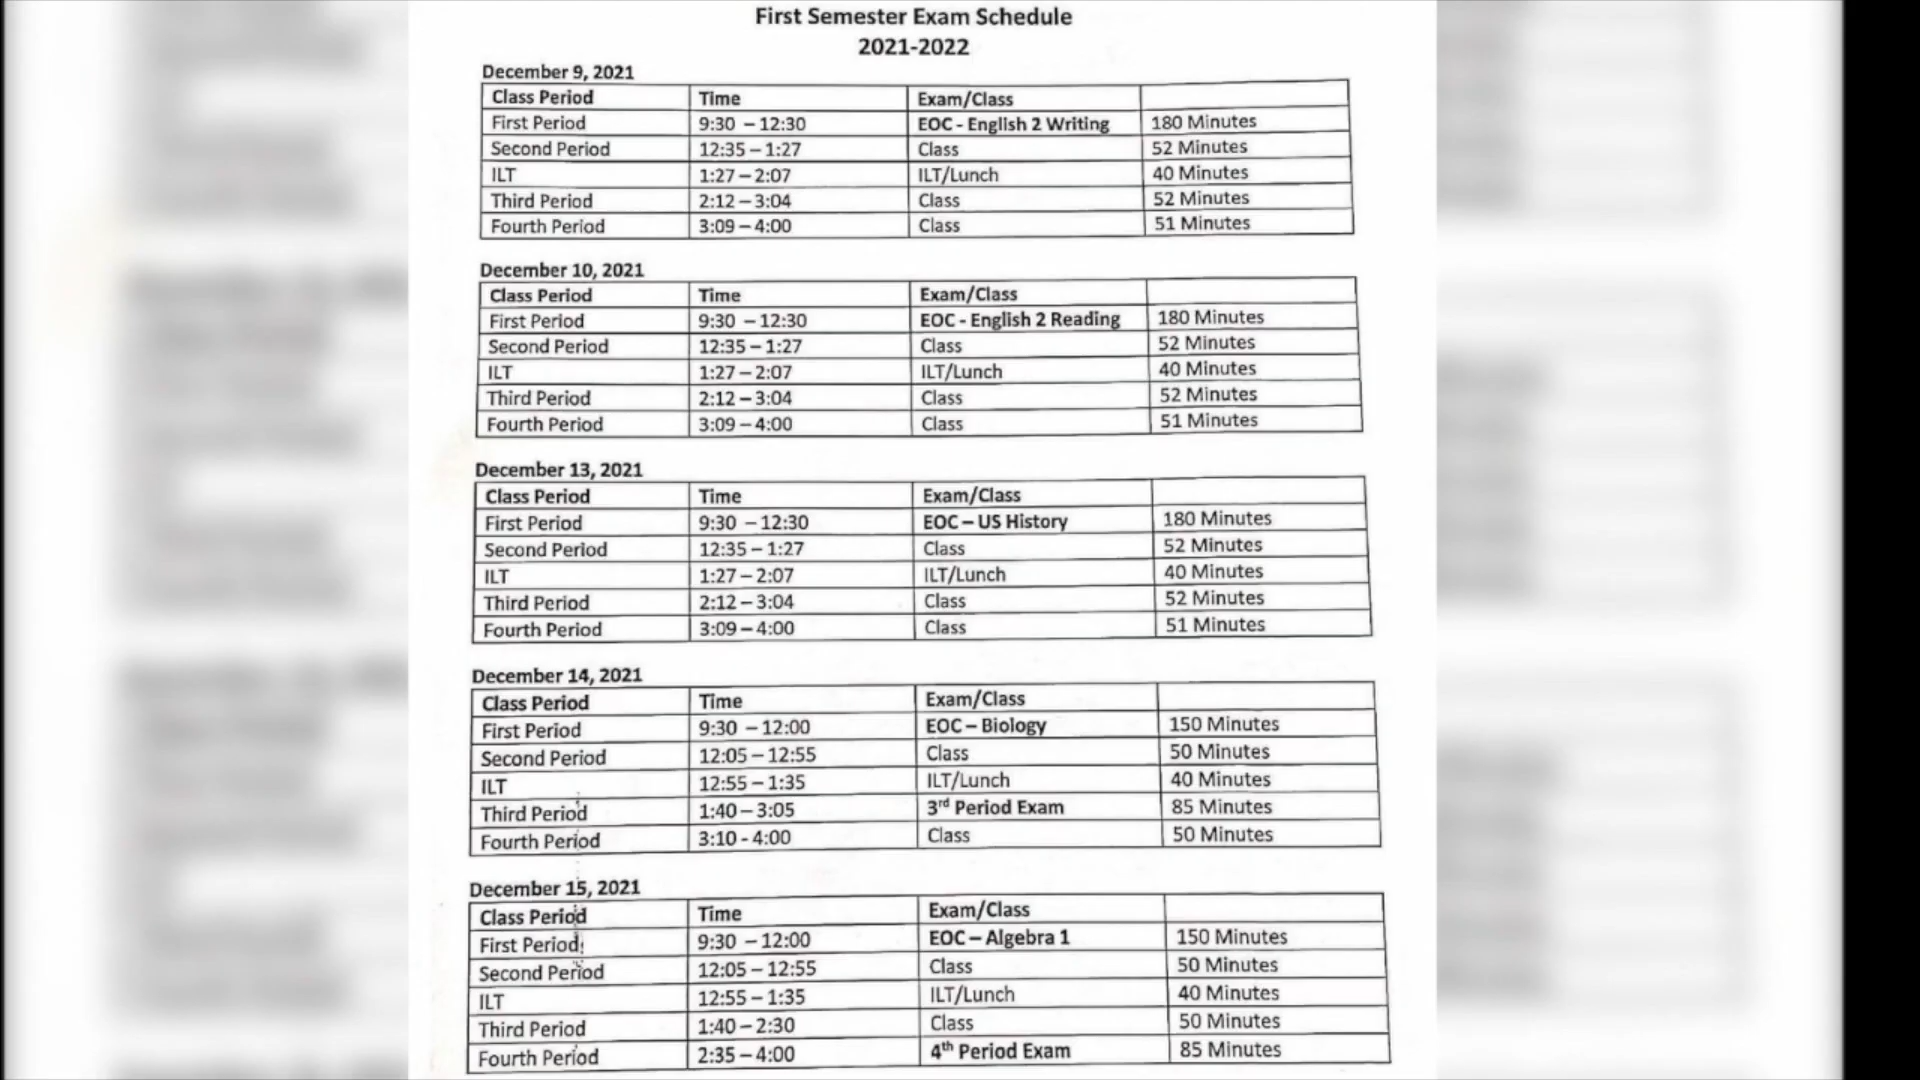 First Semester Exam Schedule
2021-2022
December 9, 2021
Class Period Time Exam/Class
First Period 9:30 – 12:30 EOC - English 2 Writing 180 Minutes
Second Period 12:35 – 1:27 Class 52 Minutes
ILT 1:27 – 2:07 ILT/Lunch 40 Minutes
Third Period 2:12 – 3:04 Class 52 Minutes
Fourth Period 3:09 – 4:00 Class 51 Minutes
December 10, 2021
Class Period Time Exam/Class
First Period 9:30 – 12:30 EOC - English 2 Reading 180 Minutes
Second Period 12:35 – 1:27 Class 52 Minutes
ILT 1:27 – 2:07 ILT/Lunch 40 Minutes
Third Period 2:12 – 3:04 Class 52 Minutes
Fourth Period 3:09 – 4:00 Class 51 Minutes
December 13, 2021
Class Period Time Exam/Class
First Period 9:30 – 12:30 EOC – US History 180 Minutes
Second Period 12:35 – 1:27 Class 52 Minutes
ILT 1:27 – 2:07 ILT/Lunch 40 Minutes
Third Period 2:12 – 3:04 Class 52 Minutes
Fourth Period 3:09 – 4:00 Class 51 Minutes
December 14, 2021
Class Period Time Exam/Class
First Period 9:30 – 12:00 EOC – Biology 150 Minutes
Second Period 12:05 – 12:55 Class 50 Minutes
ILT 12:55 – 1:35 ILT/Lunch 40 Minutes
Third Period 1:40 – 3:05 3rd Period Exam 85 Minutes
Fourth Period 3:10 - 4:00 Class 50 Minutes
December 15, 2021
Class Period Time Exam/Class
First Period 9:30 – 12:00 EOC – Algebra 1 150 Minutes
Second Period 12:05 – 12:55 Class 50 Minutes
ILT 12:55 – 1:35 ILT/Lunch 40 Minutes
Third Period 1:40 – 2:30 Class 50 Minutes
Fourth Period 2:35 – 4:00 4th Period Exam 85 Minutes